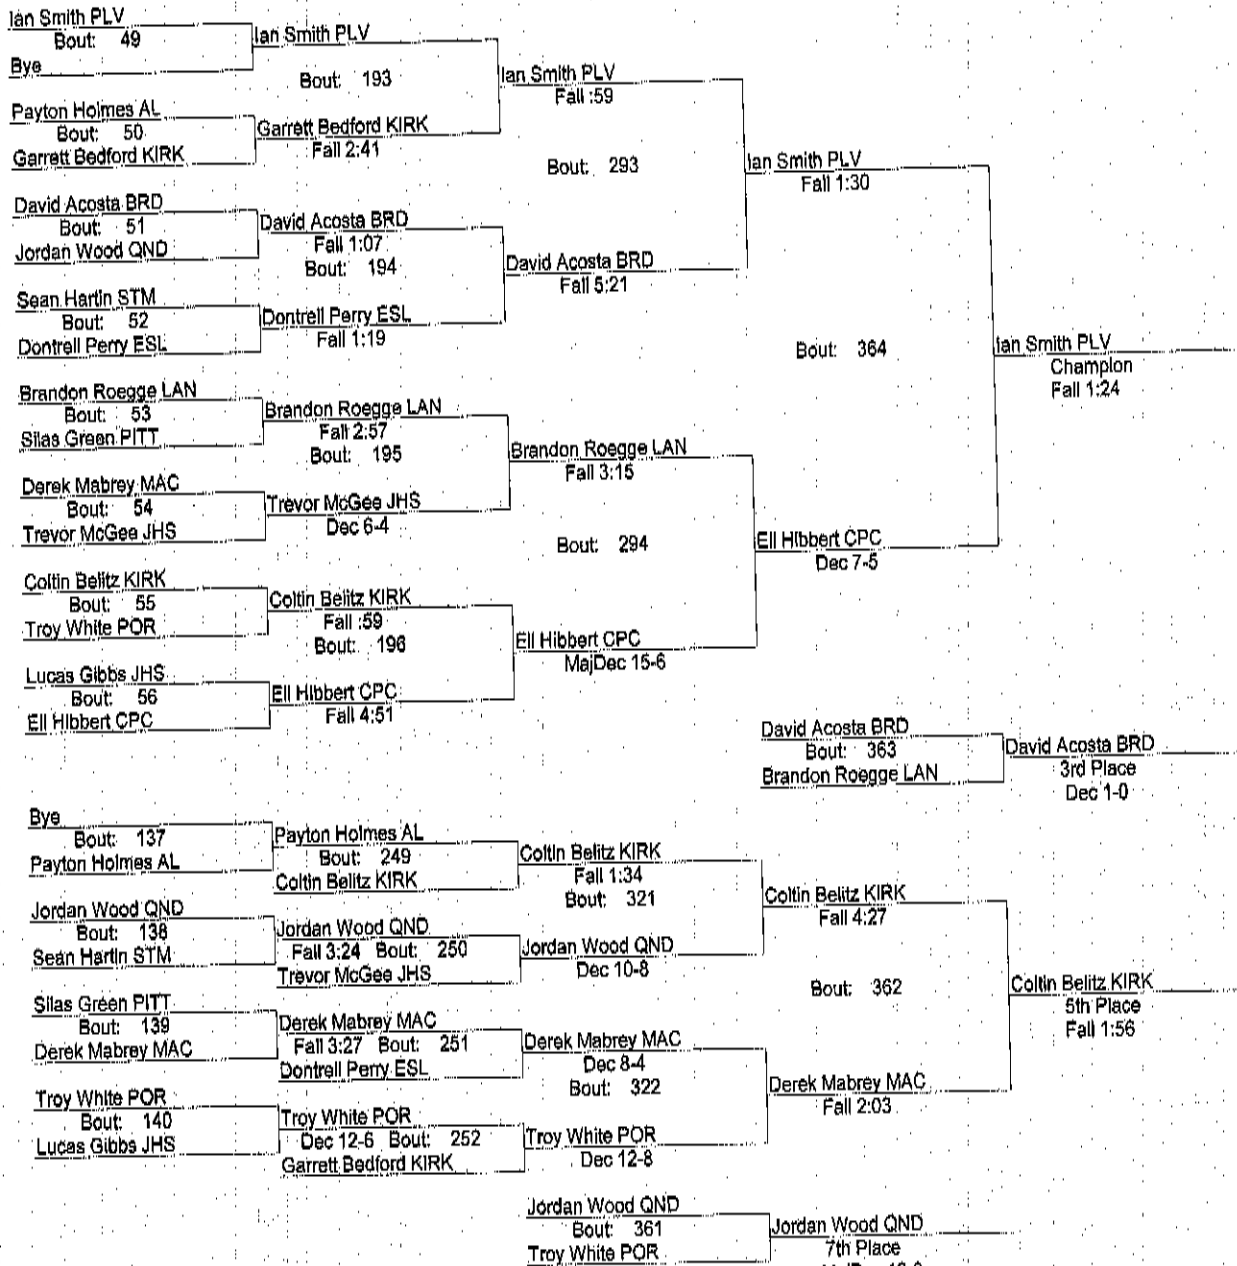 Ian Smith PLV
Bout: 49
Bye
Ian Smith PLV
Bout: 193
Payton Holmes AL
Bout: 50
Garrett Bedford KIRK
Garrett Bedford KIRK
Fall 2:41
Ian Smith PLV
Fall :59
Bout: 293
David Acosta BRD
Bout: 51
Jordan Wood QND
David Acosta BRD
Fall 1:07
Bout: 194
Sean Hartin STM
Bout: 52
Dontrell Perry ESL
Dontrell Perry ESL
Fall 1:19
David Acosta BRD
Fall 5:21
Ian Smith PLV
Fall 1:30
Bout: 364
Ian Smith PLV
Champion
Fall 1:24
Brandon Roegge LAN
Bout: 53
Silas Green PITT
Brandon Roegge LAN
Fall 2:57
Bout: 195
Derek Mabrey MAC
Bout: 54
Trevor McGee JHS
Trevor McGee JHS
Dec 6-4
Brandon Roegge LAN
Fall 3:15
Bout: 294
Coltin Belitz KIRK
Bout: 55
Troy White POR
Coltin Belitz KIRK
Fall :59
Bout: 196
Lucas Gibbs JHS
Bout: 56
Eli Hibbert CPC
Eli Hibbert CPC
Fall 4:51
Eli Hibbert CPC
MajDec 15-6
Eli Hibbert CPC
Dec 7-5
David Acosta BRD
Bout: 363
Brandon Roegge LAN
David Acosta BRD
3rd Place
Dec 1-0
Bye
Bout: 137
Payton Holmes AL
Payton Holmes AL
Bout: 249
Coltin Belitz KIRK
Coltin Belitz KIRK
Fall 1:34
Bout: 321
Jordan Wood QND
Bout: 138
Sean Hartin STM
Jordan Wood QND
Fall 3:24 Bout: 250
Trevor McGee JHS
Jordan Wood QND
Dec 10-8
Coltin Belitz KIRK
Fall 4:27
Bout: 362
Coltin Belitz KIRK
5th Place
Fall 1:56
Silas Green PITT
Bout: 139
Derek Mabrey MAC
Derek Mabrey MAC
Fall 3:27 Bout: 251
Dontrell Perry ESL
Derek Mabrey MAC
Dec 8-4
Bout: 322
Troy White POR
Bout: 140
Lucas Gibbs JHS
Troy White POR
Dec 12-6 Bout: 252
Garrett Bedford KIRK
Troy White POR
Dec 12-8
Derek Mabrey MAC
Fall 2:03
Jordan Wood QND
Bout: 361
Troy White POR
Jordan Wood QND
7th Place